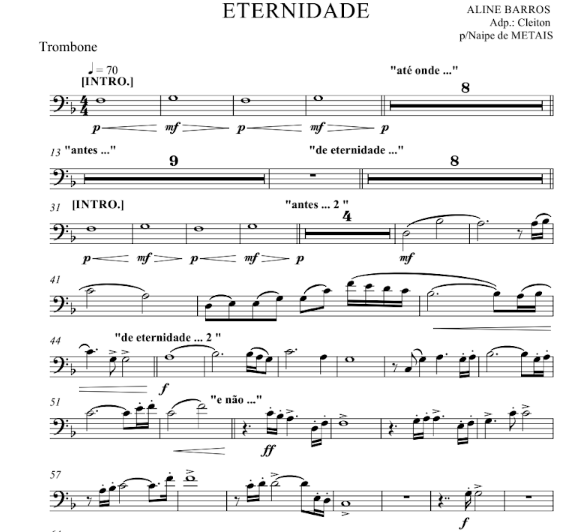 ETERNIDADE
ALINE BARROS
Adp.: Cleiton
p/Naipe de METAIS
Trombone
♩ = 70
[INTRO.]
"até onde ..."
8
p mf p mf p
13 "antes ..."
9
"de eternidade ..."
8
31 [INTRO.]
"antes ... 2 "
4
p mf p mf p mf
41
44 "de eternidade ... 2 "
f
51 "e não ..."
ff
57
f